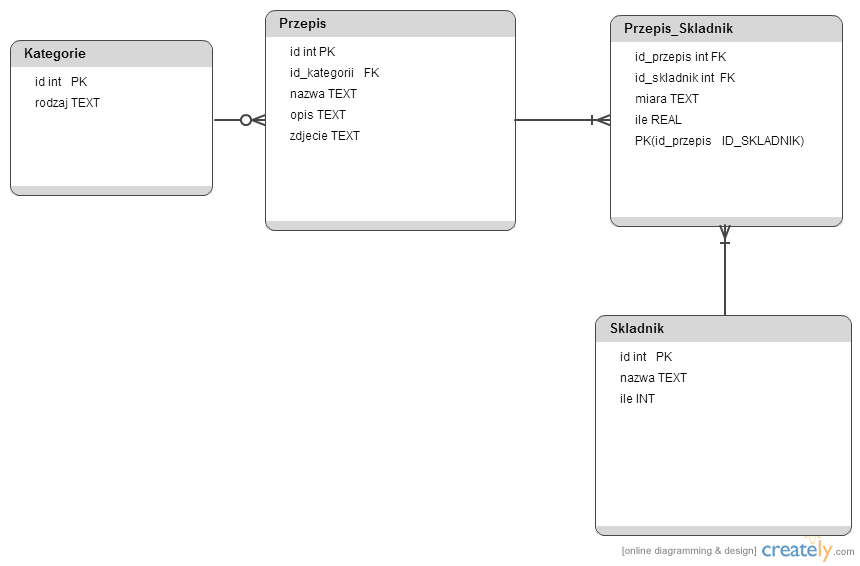 Kategorie
id int PK
rodzaj TEXT
Przepis
id int PK
id_kategorii FK
nazwa TEXT
opis TEXT
zdjecie TEXT
Przepis_Skladnik
id_przepis int FK
id_skladnik int FK
miara TEXT
ile REAL
PK(id_przepis ID_SKLADNIK)
Skladnik
id int PK
nazwa TEXT
ile INT
[online diagramming & design] creately.com